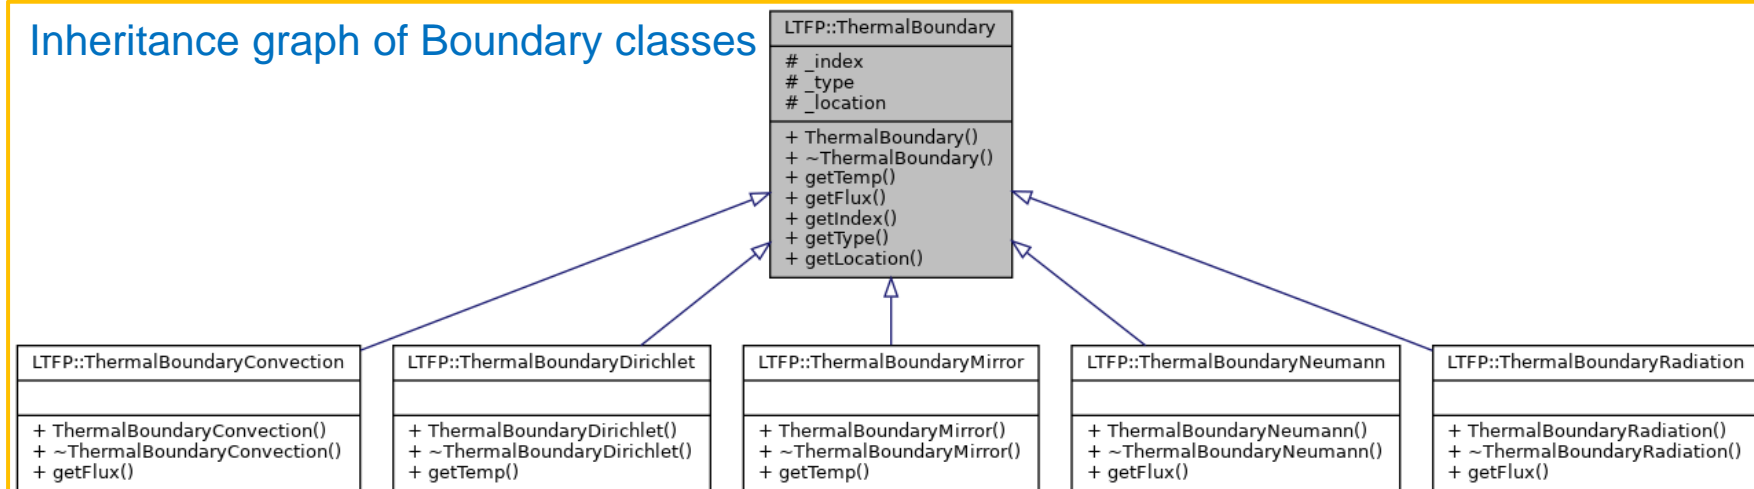 Inheritance graph of Boundary classes
LTFP::ThermalBoundary
# _index
# _type
# _location
+ ThermalBoundary()
+ ~ThermalBoundary()
+ getTemp()
+ getFlux()
+ getIndex()
+ getType()
+ getLocation()
LTFP::ThermalBoundaryConvection
+ ThermalBoundaryConvection()
+ ~ThermalBoundaryConvection()
+ getFlux()
LTFP::ThermalBoundaryDirichlet
+ ThermalBoundaryDirichlet()
+ ~ThermalBoundaryDirichlet()
+ getTemp()
LTFP::ThermalBoundaryMirror
+ ThermalBoundaryMirror()
+ ~ThermalBoundaryMirror()
+ getTemp()
LTFP::ThermalBoundaryNeumann
+ ThermalBoundaryNeumann()
+ ~ThermalBoundaryNeumann()
+ getFlux()
LTFP::ThermalBoundaryRadiation
+ ThermalBoundaryRadiation()
+ ~ThermalBoundaryRadiation()
+ getFlux()